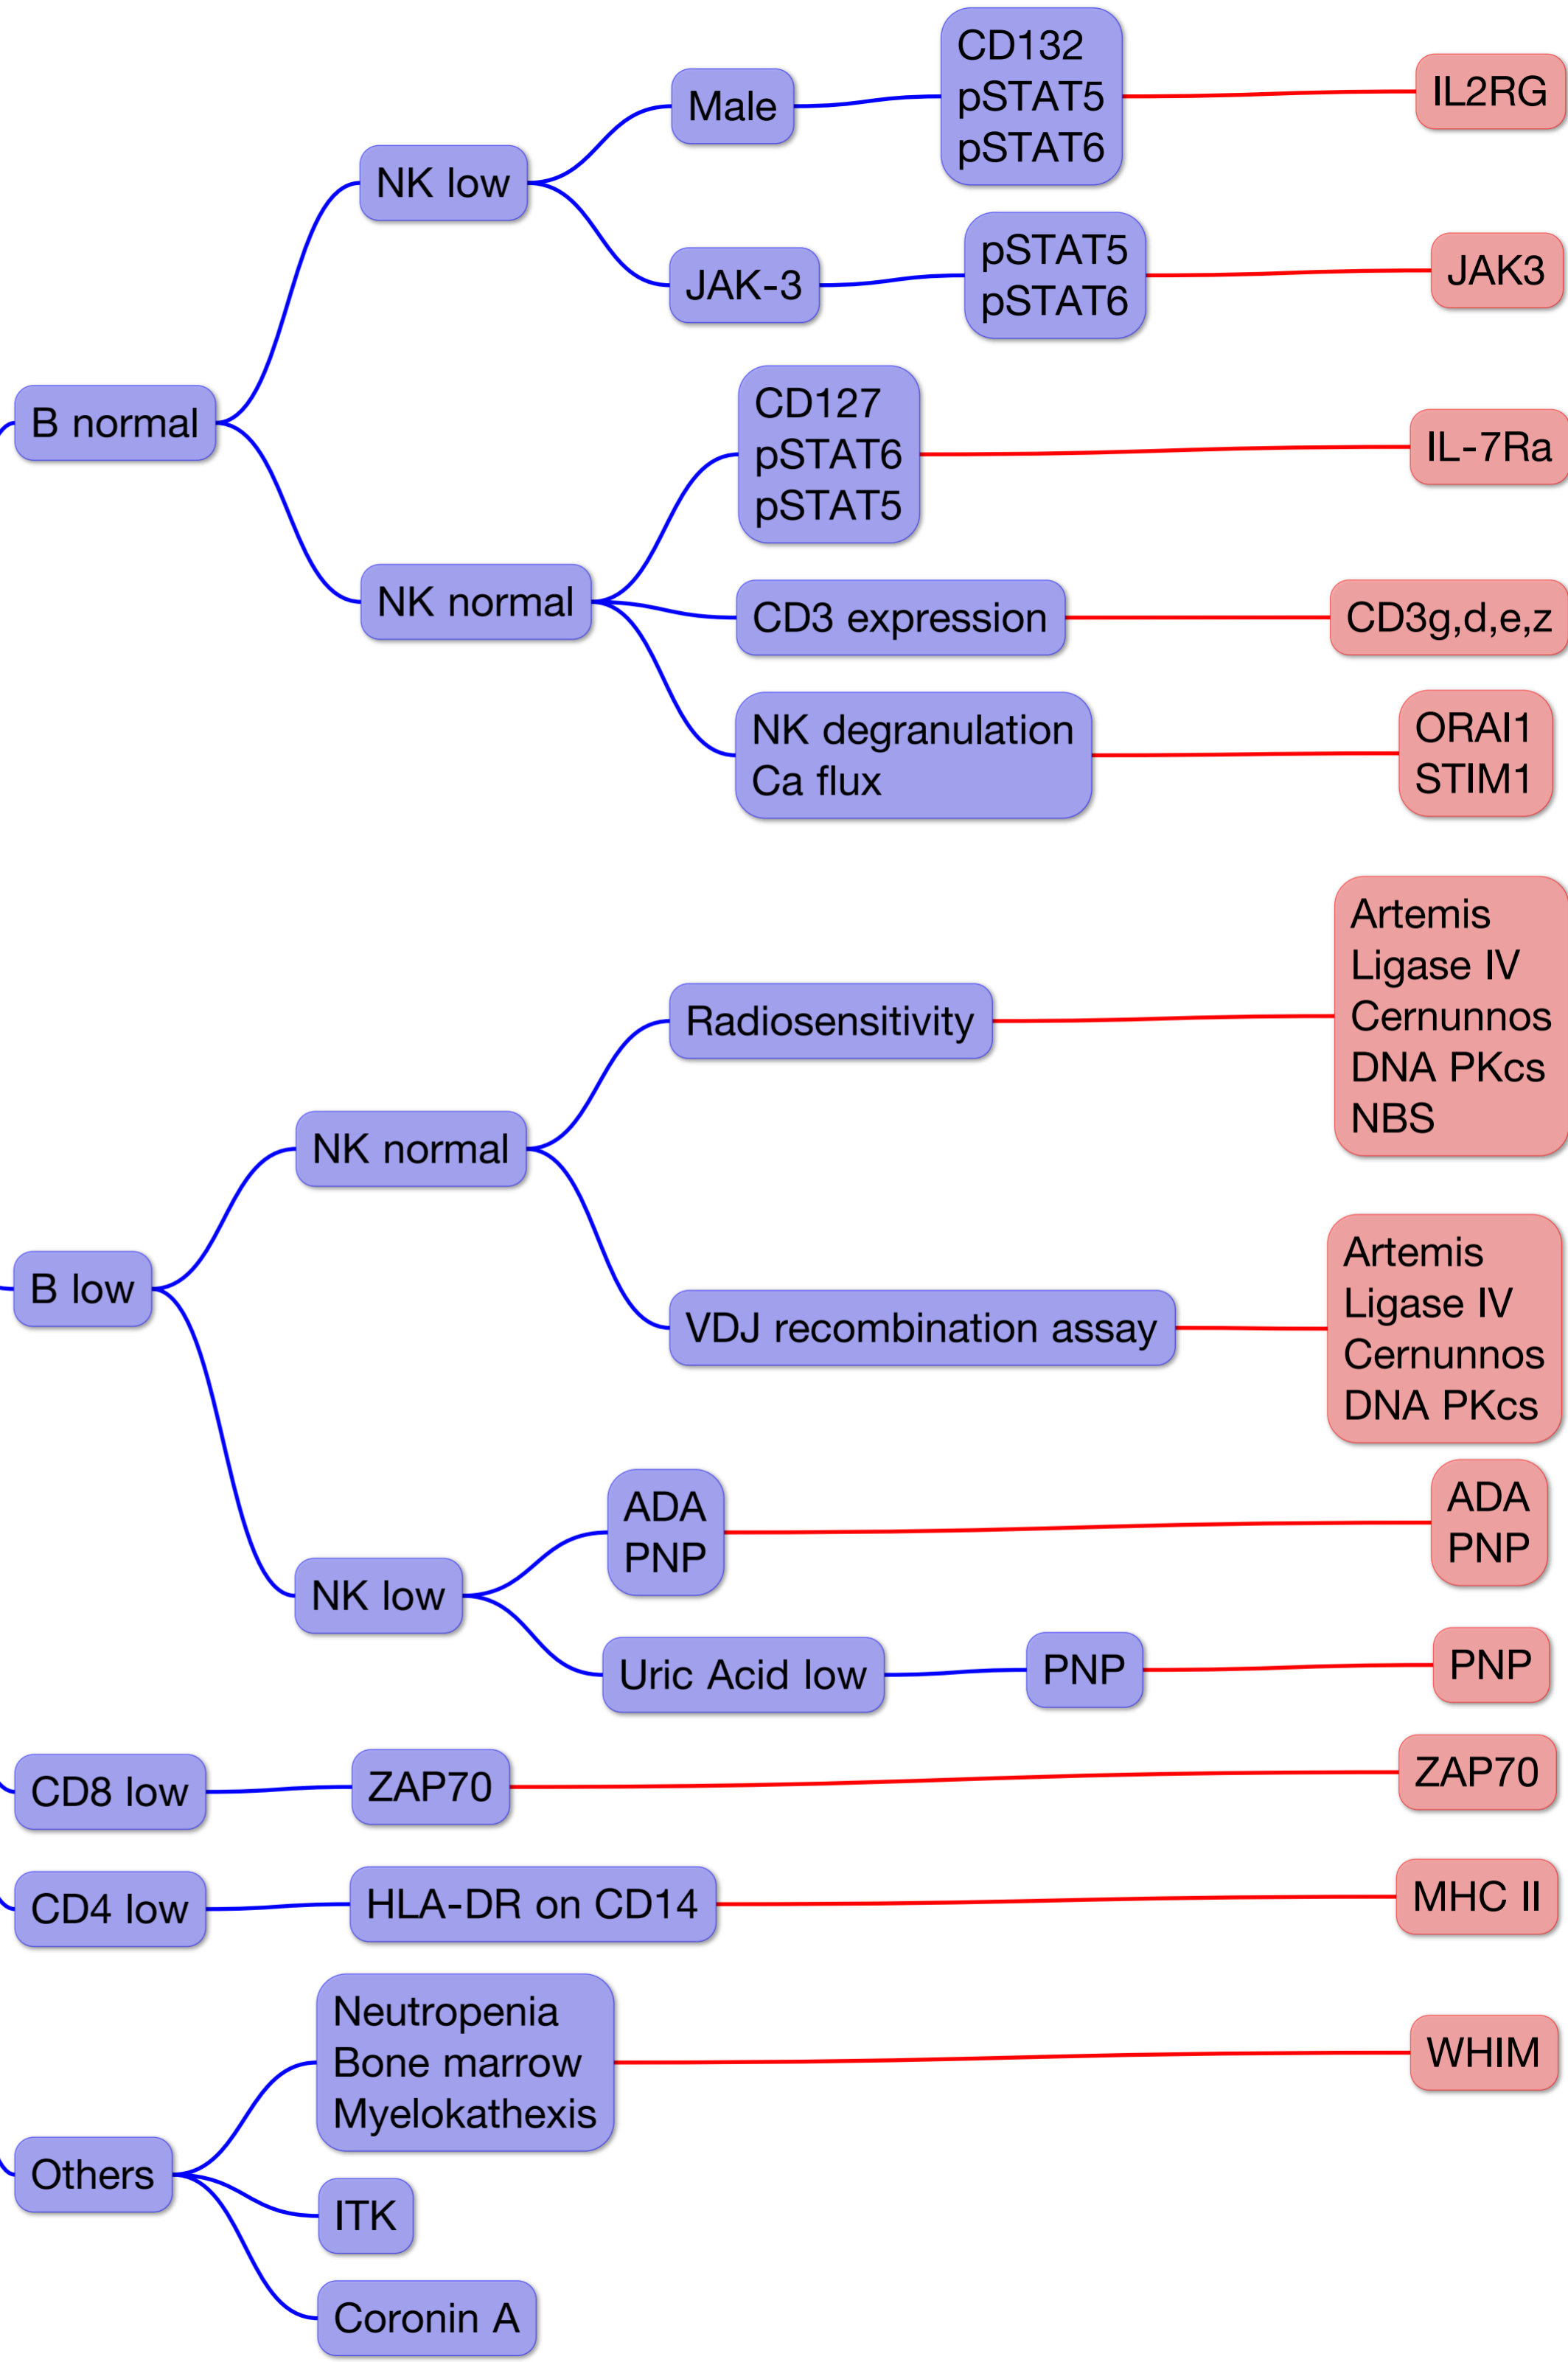 CD132
pSTAT5
pSTAT6
Male
IL2RG
NK low
JAK-3
pSTAT5
pSTAT6
JAK3
B normal
CD127
pSTAT6
pSTAT5
IL-7Ra
NK normal
CD3 expression
CD3g,d,e,z
NK degranulation
Ca flux
ORAI1
STIM1
Radiosensitivity
Artemis
Ligase IV
Cernunnos
DNA PKcs
NBS
NK normal
B low
VDJ recombination assay
Artemis
Ligase IV
Cernunnos
DNA PKcs
NK low
ADA
PNP
ADA
PNP
Uric Acid low
PNP
PNP
CD8 low
ZAP70
ZAP70
CD4 low
HLA-DR on CD14
MHC II
Others
Neutropenia
Bone marrow
Myelokathexis
WHIM
ITK
Coronin A